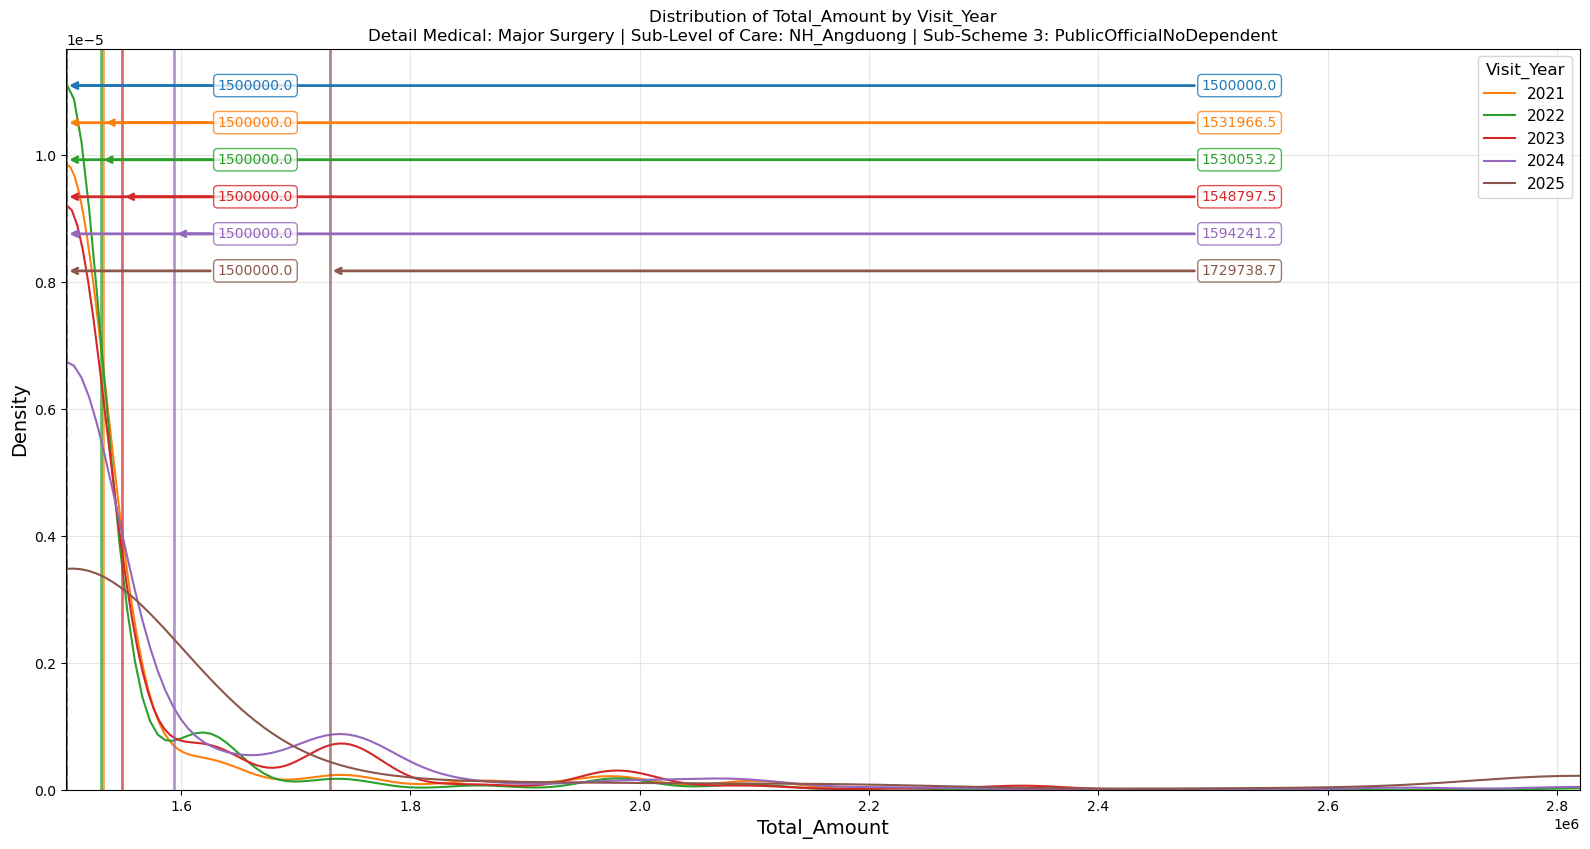 Distribution of Total_Amount by Visit_Year
Detail Medical: Major Surgery | Sub-Level of Care: NH_Angduong | Sub-Scheme 3: PublicOfficialNoDependent
1e−5
Visit_Year
2021
2022
2023
2024
2025
1500000.0 1500000.0
1500000.0 1531966.5
1500000.0 1530053.2
1500000.0 1548797.5
1500000.0 1594241.2
1500000.0 1729738.7
1.0
0.8
0.6
0.4
0.2
0.0
Density
1.6 1.8 2.0 2.2 2.4 2.6 2.8
1e6
Total_Amount